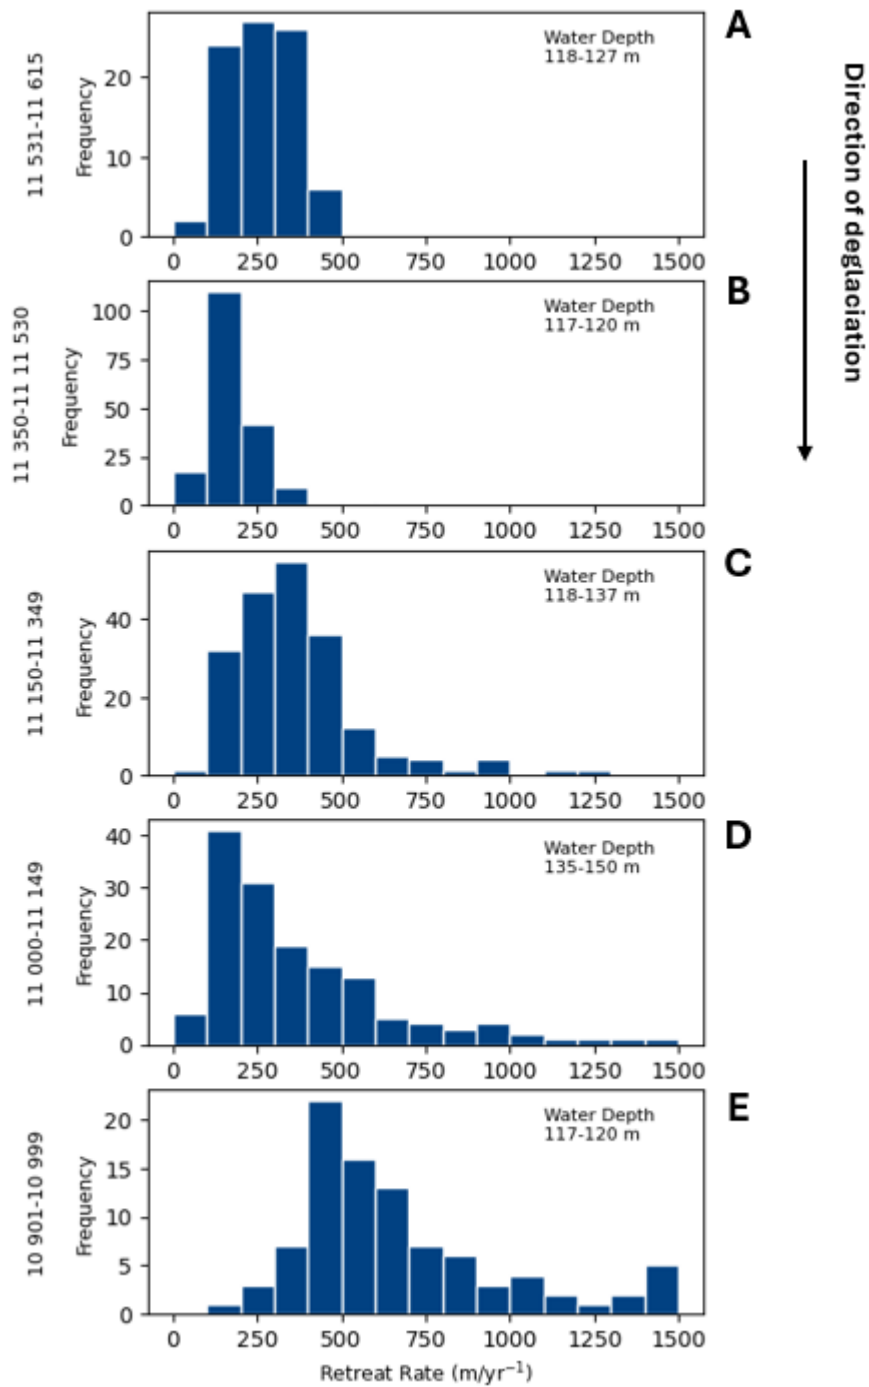 A
Water Depth
118-127 m
11 531-11 615
Frequency
20
10
0
0 250 500 750 1000 1250 1500
Direction of deglaciation
B
Water Depth
117-120 m
11 350-11 11 530
Frequency
100
75
50
25
0
0 250 500 750 1000 1250 1500
C
Water Depth
118-137 m
11 150-11 349
Frequency
40
20
0
0 250 500 750 1000 1250 1500
D
Water Depth
135-150 m
11 000-11 149
Frequency
40
30
20
10
0
0 250 500 750 1000 1250 1500
E
Water Depth
117-120 m
10 901-10 999
Frequency
20
15
10
5
0
0 250 500 750 1000 1250 1500
Retreat Rate (m/yr⁻¹)